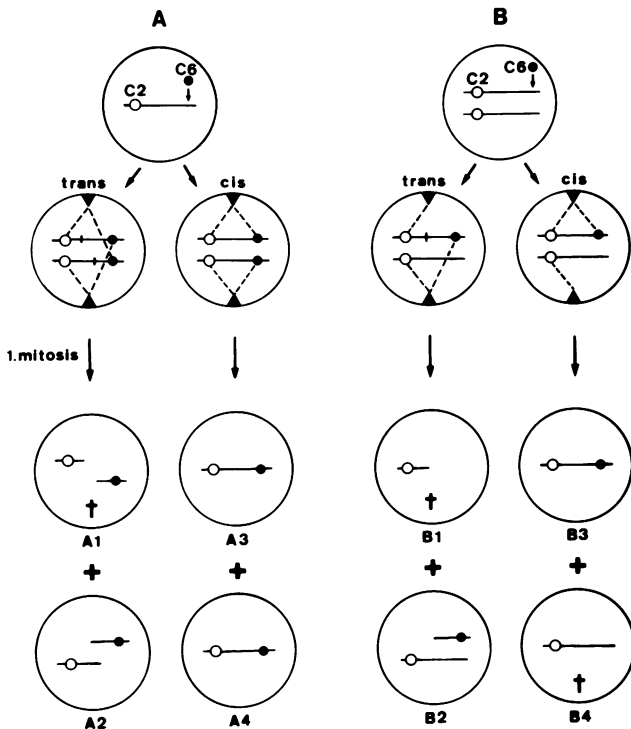 A B
C6
C2
C6
C2
trans cis
trans cis
1.mitosis
†
†
A1 A3
B1 B3
+ +
+ +
†
A2 A4
B2 B4